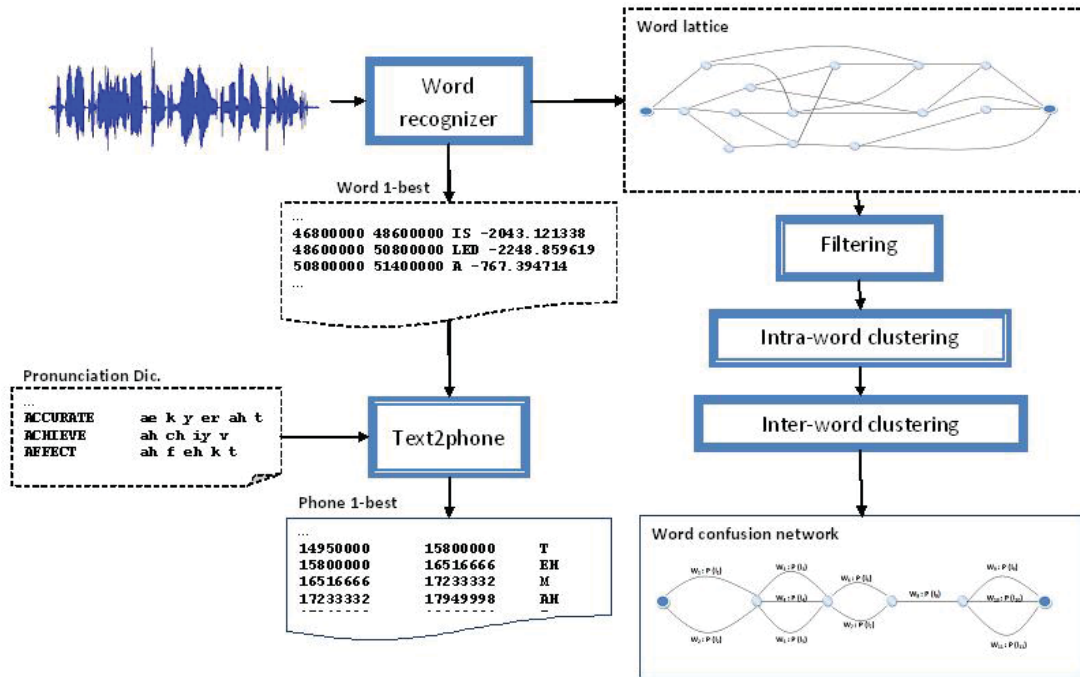 Word lattice
Word
recognizer
Word 1-best
...
46800000 48600000 IS -2043.121338
48600000 50800000 LED -2248.859619
50800000 51400000 A -767.394714
...
Filtering
Intra-word clustering
Inter-word clustering
Pronunciation Dic.
...
ACCURATE ae k y er ah t
ACHIEVE ah ch iy v
AFFECT ah f eh k t
Text2phone
Phone 1-best
...
14950000 15800000 T
15800000 16516666 EH
16516666 17233332 M
17233332 17949998 AH
Word confusion network